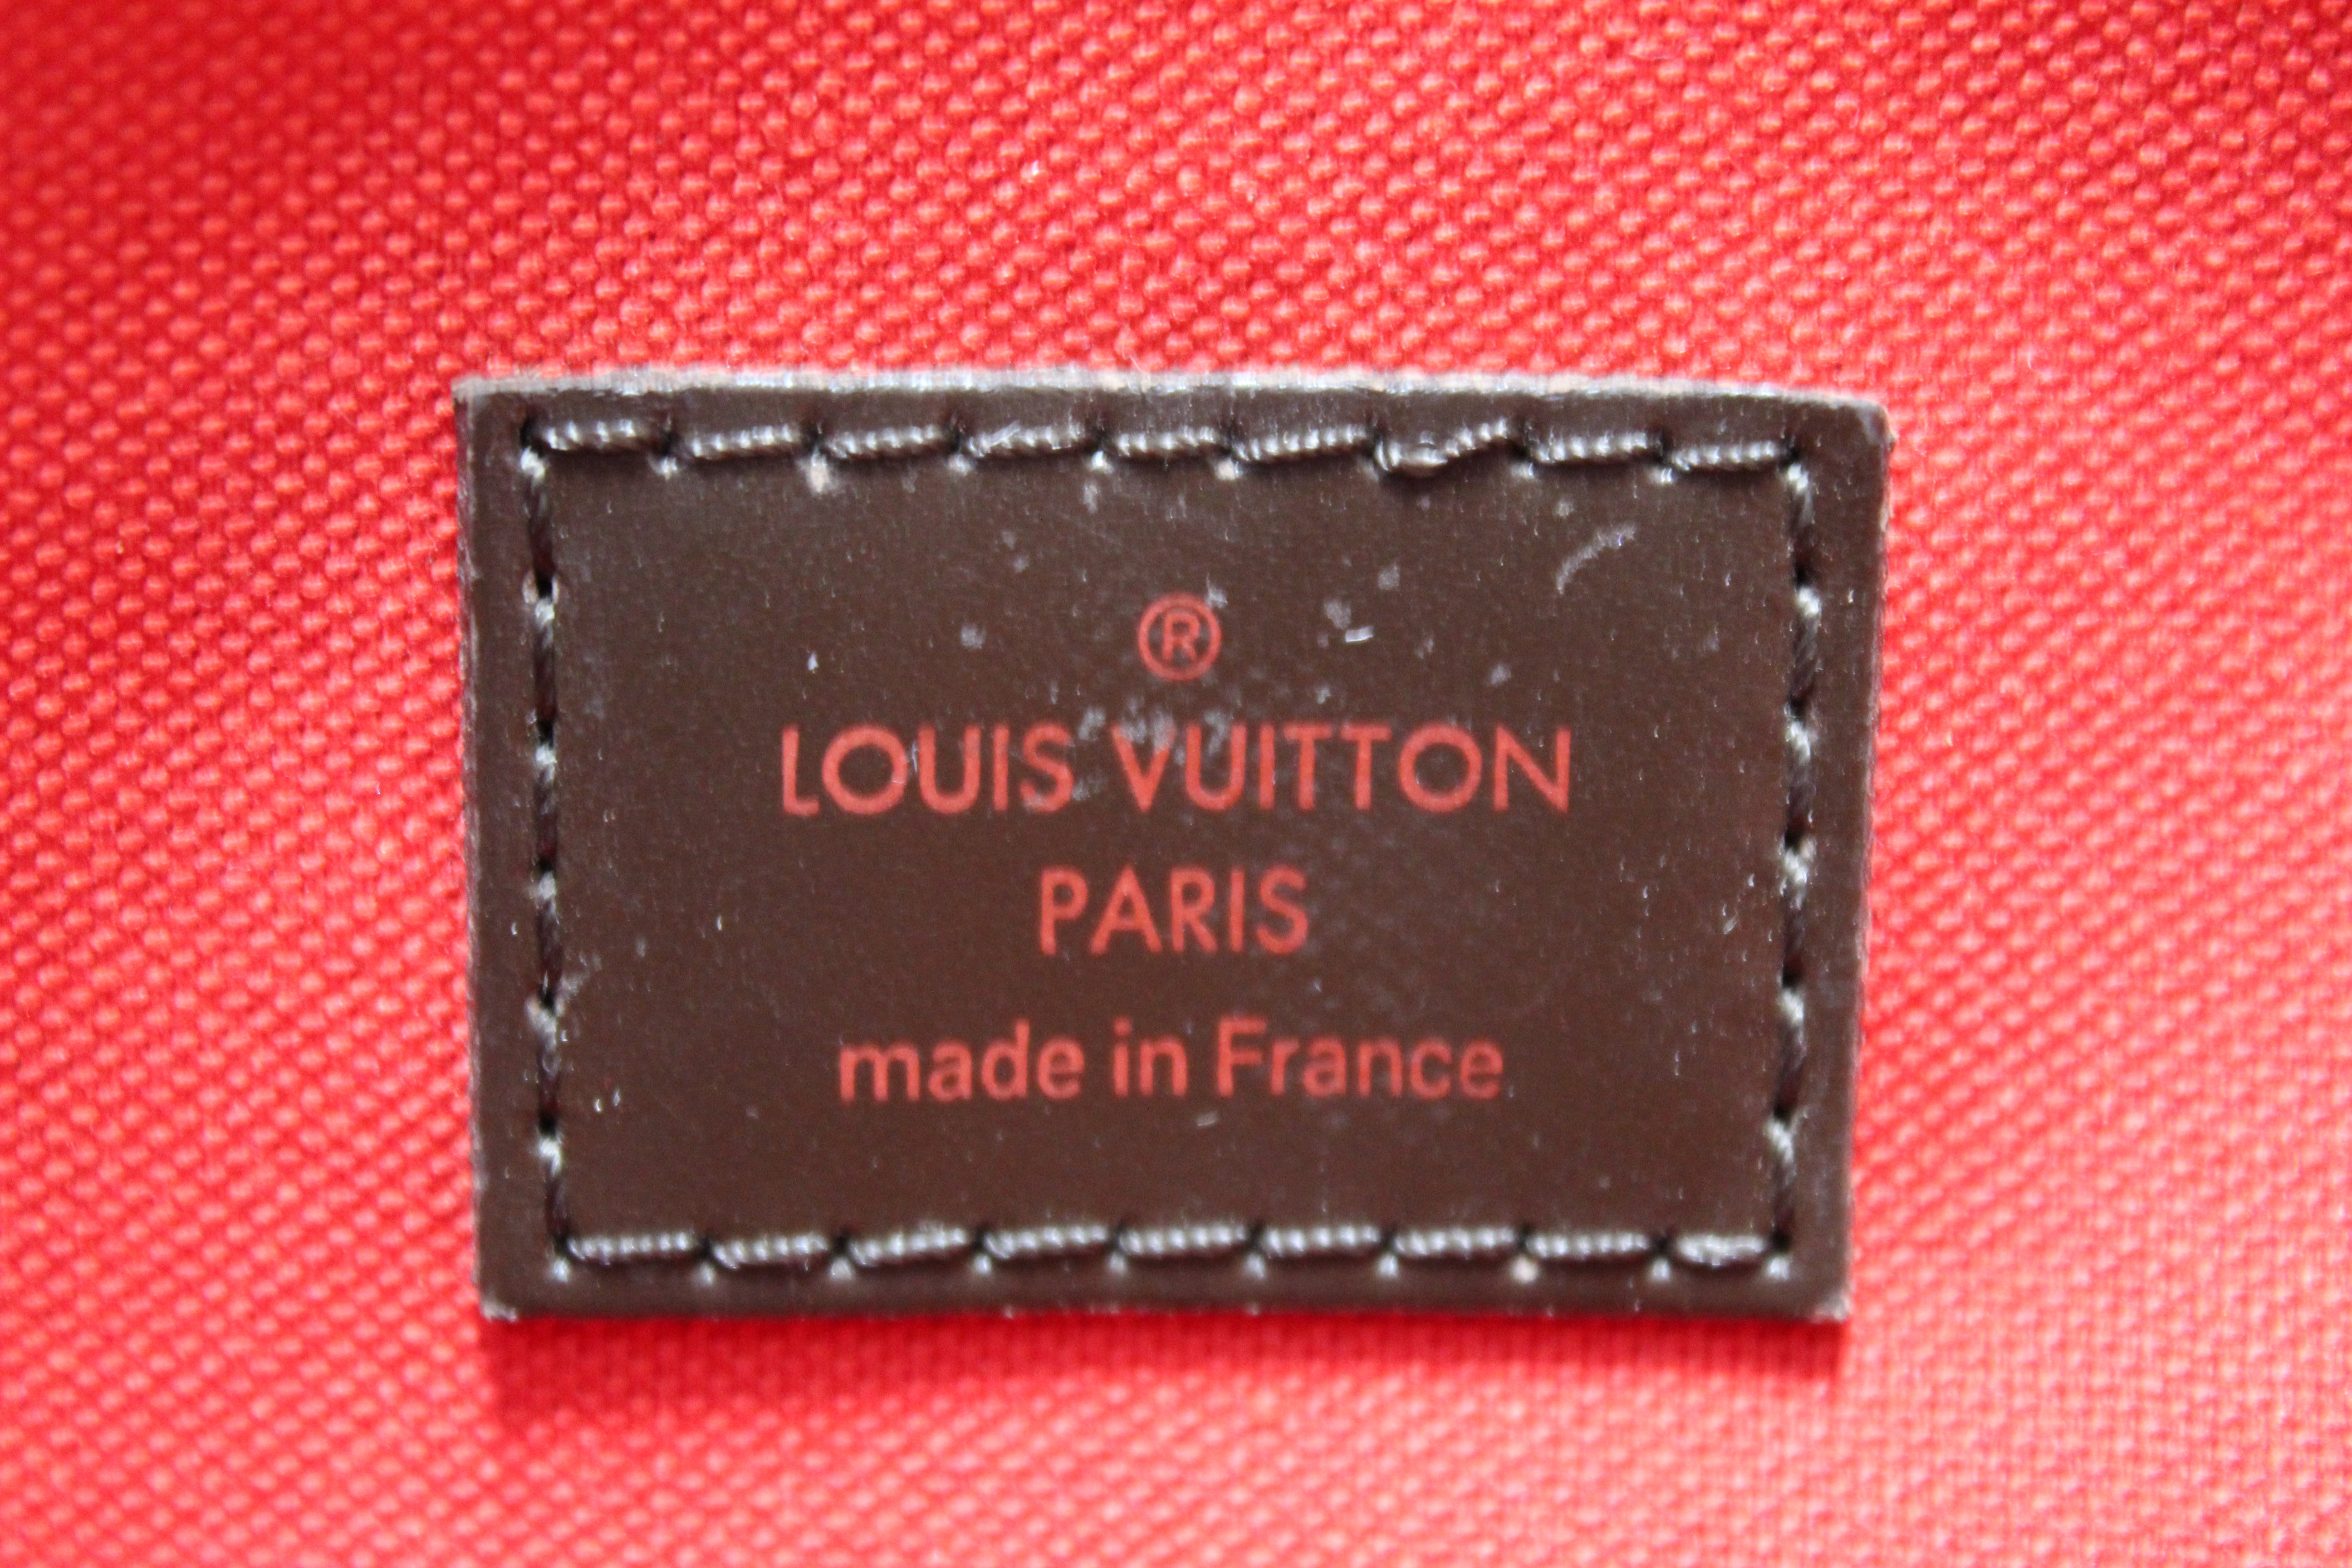 ®
LOUIS VUITTON
PARIS
made in France